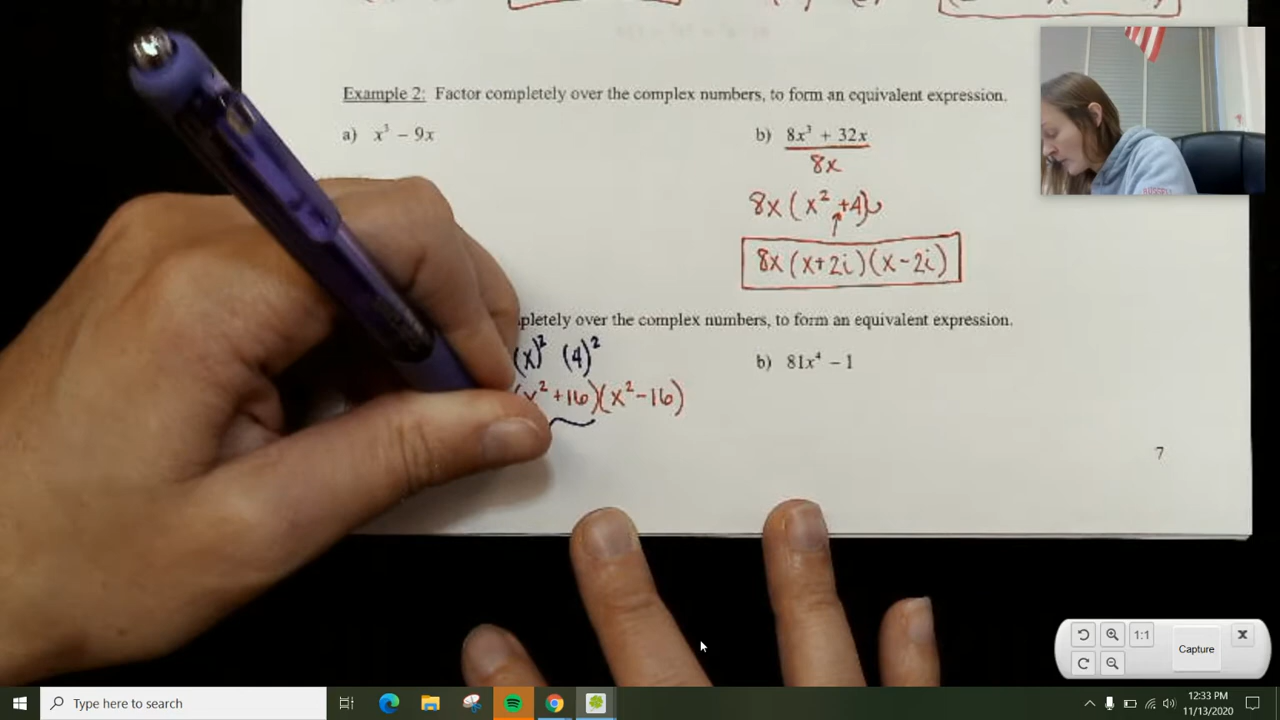 Example 2: Factor completely over the complex numbers, to form an equivalent expression.
a) x³ − 9x
b) 8x³ + 32x
8x
8x(x² +4)
8x(x+2i)(x−2i)
pletely over the complex numbers, to form an equivalent expression.
(x)² (4)²
b) 81x⁴ − 1
(x²+16)(x²−16)
7
1:1
Capture
Type here to search
12:33 PM
11/13/2020